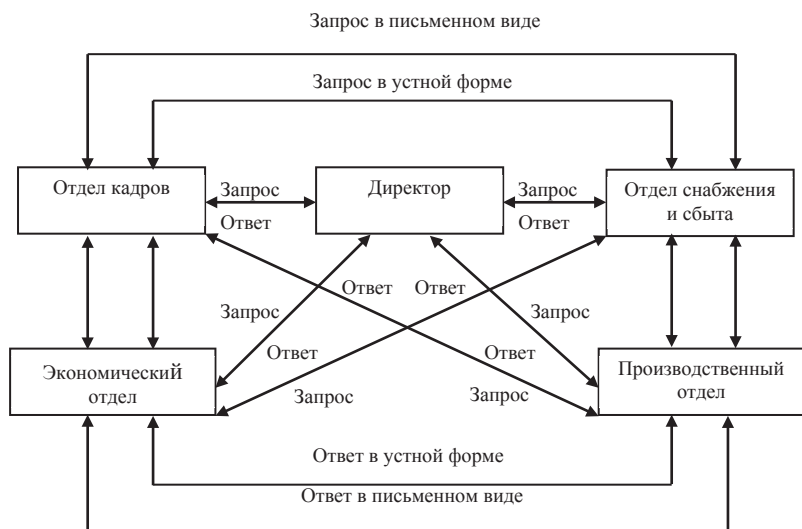 Запрос в письменном виде
Запрос в устной форме
Отдел кадров
Запрос
Ответ
Директор
Запрос
Ответ
Отдел снабжения
и сбыта
Запрос
Ответ
Ответ
Запрос
Ответ
Ответ
Экономический
отдел
Запрос
Запрос
Производственный
отдел
Ответ в устной форме
Ответ в письменном виде